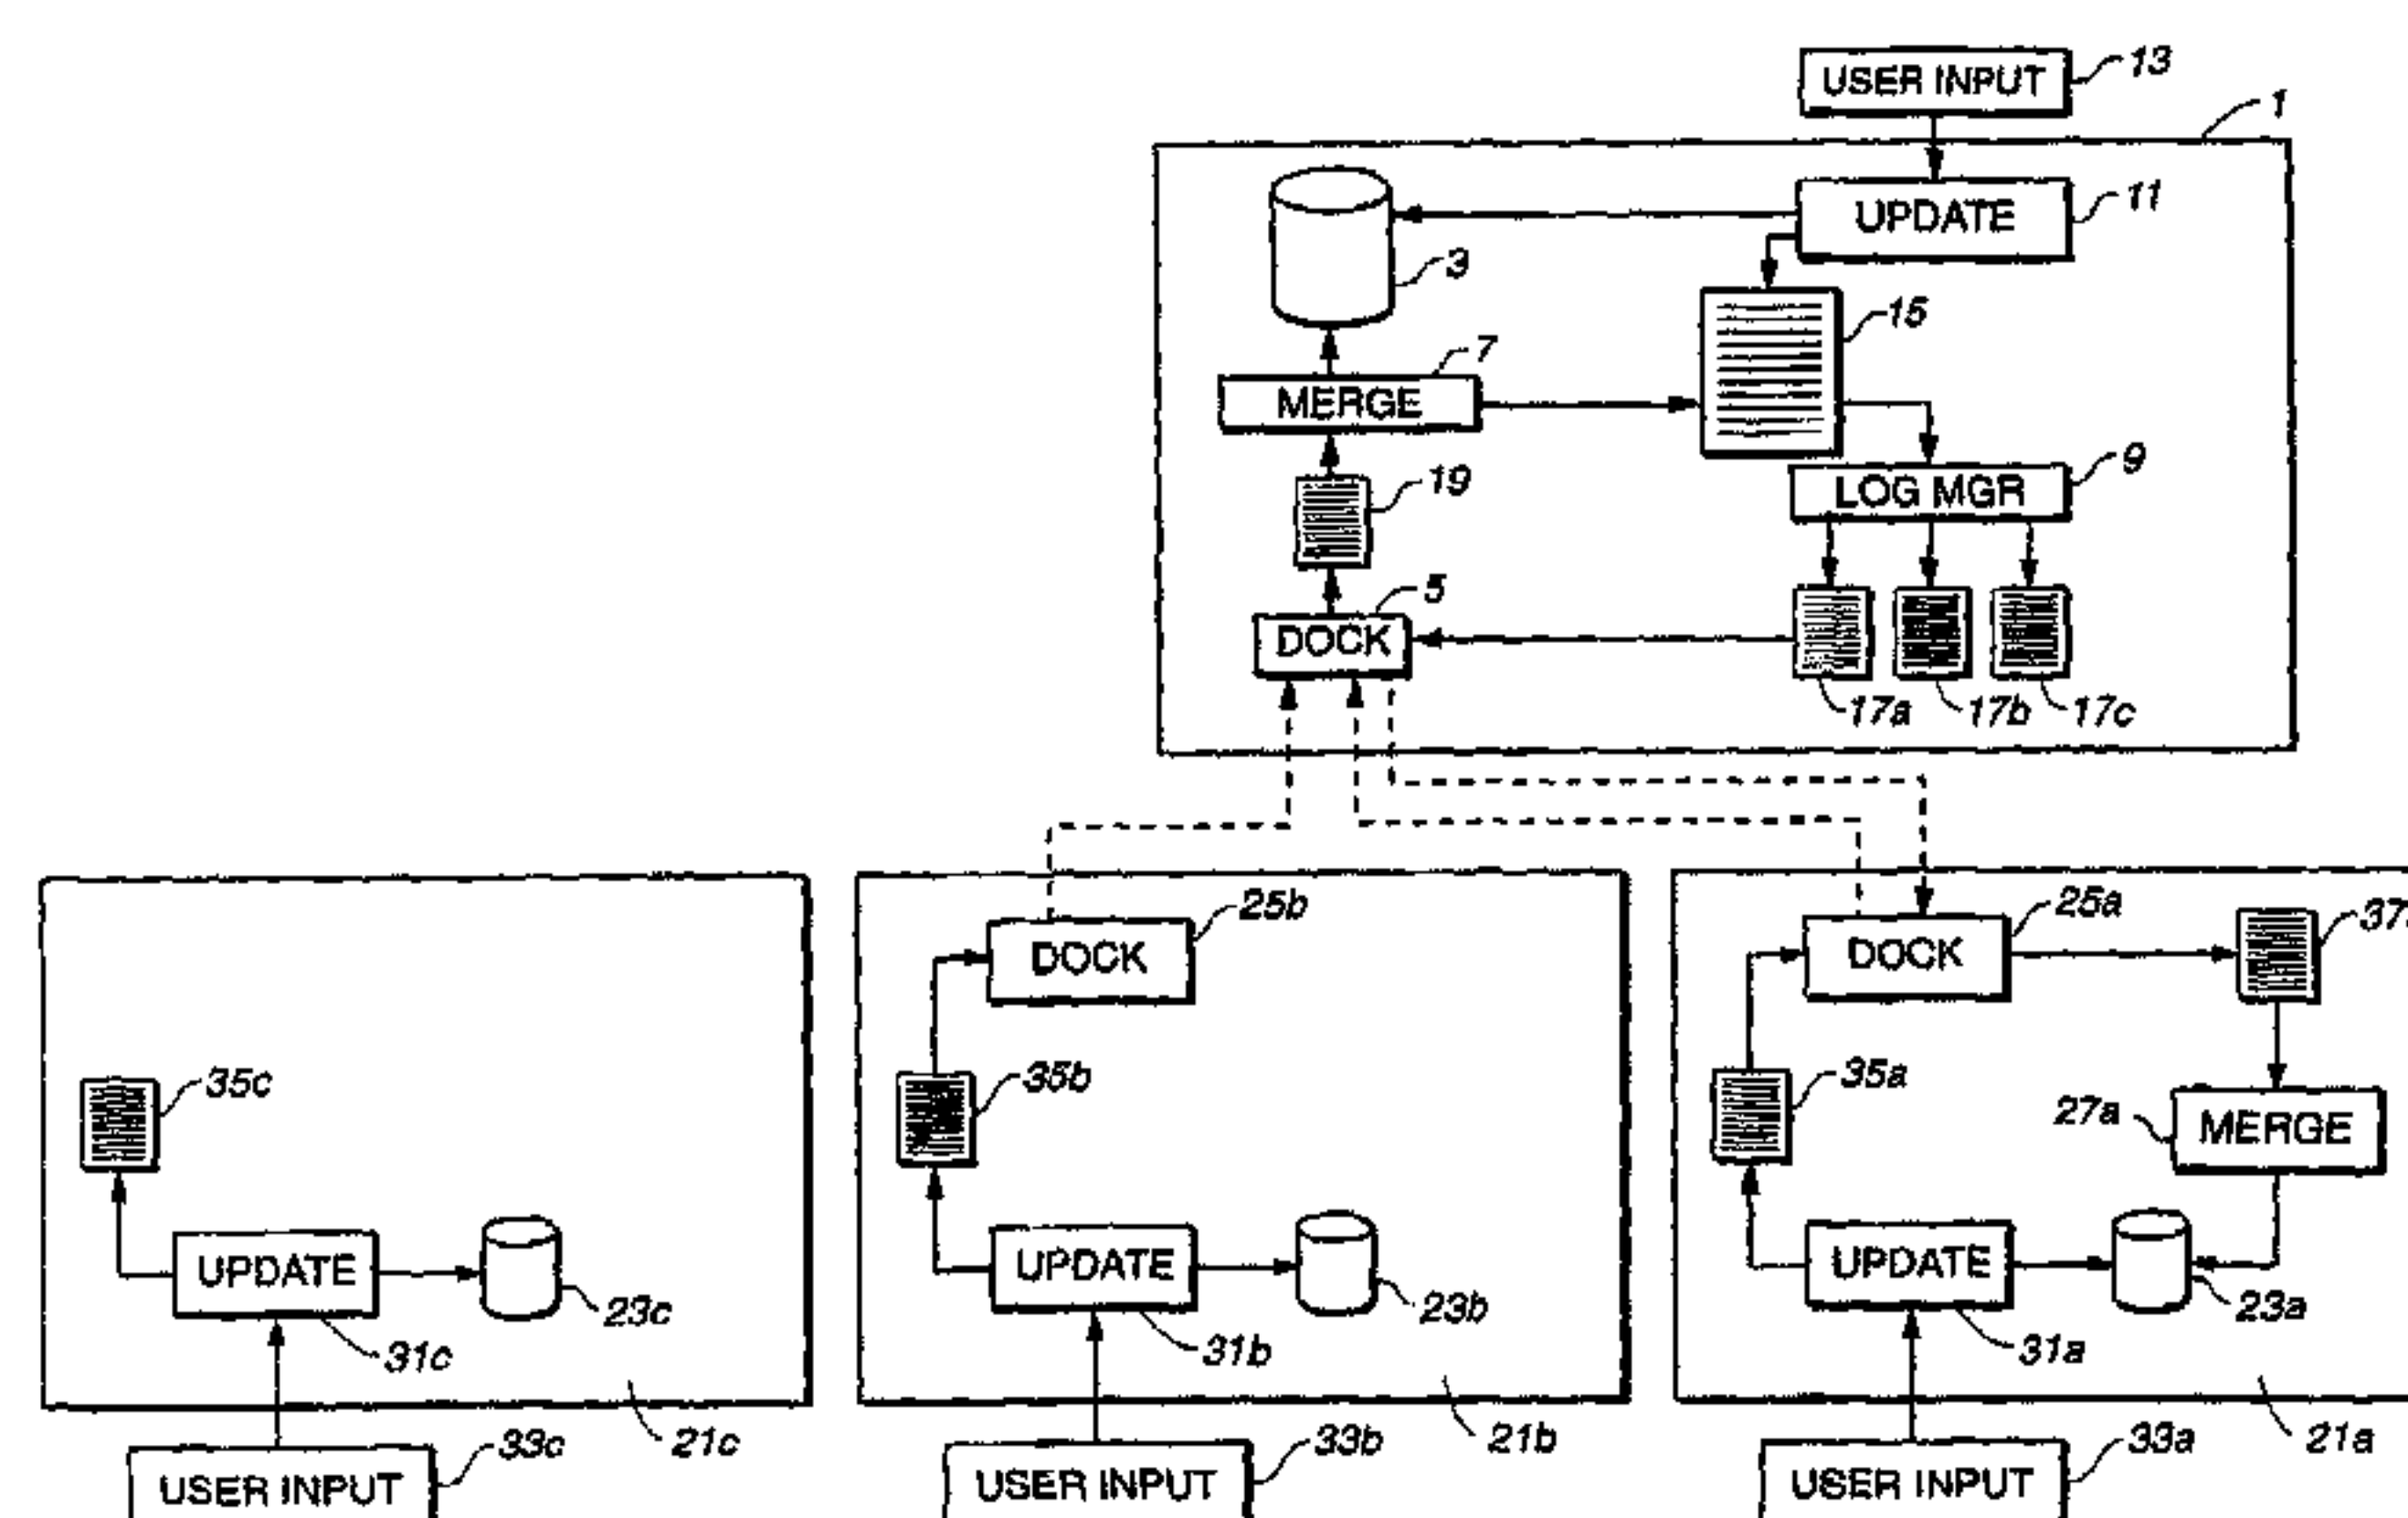 USER INPUT 13
1
UPDATE 11
3
15
7
MERGE
9
LOG MGR
19
5
DOCK
17a 17b 17c
25b
DOCK
25a
DOCK
37
35c
35b
35a
27a MERGE
UPDATE
23c
31c
UPDATE
23b
31b
UPDATE
23a
31a
21c
21b
21a
USER INPUT 33c
USER INPUT 33b
USER INPUT 33a